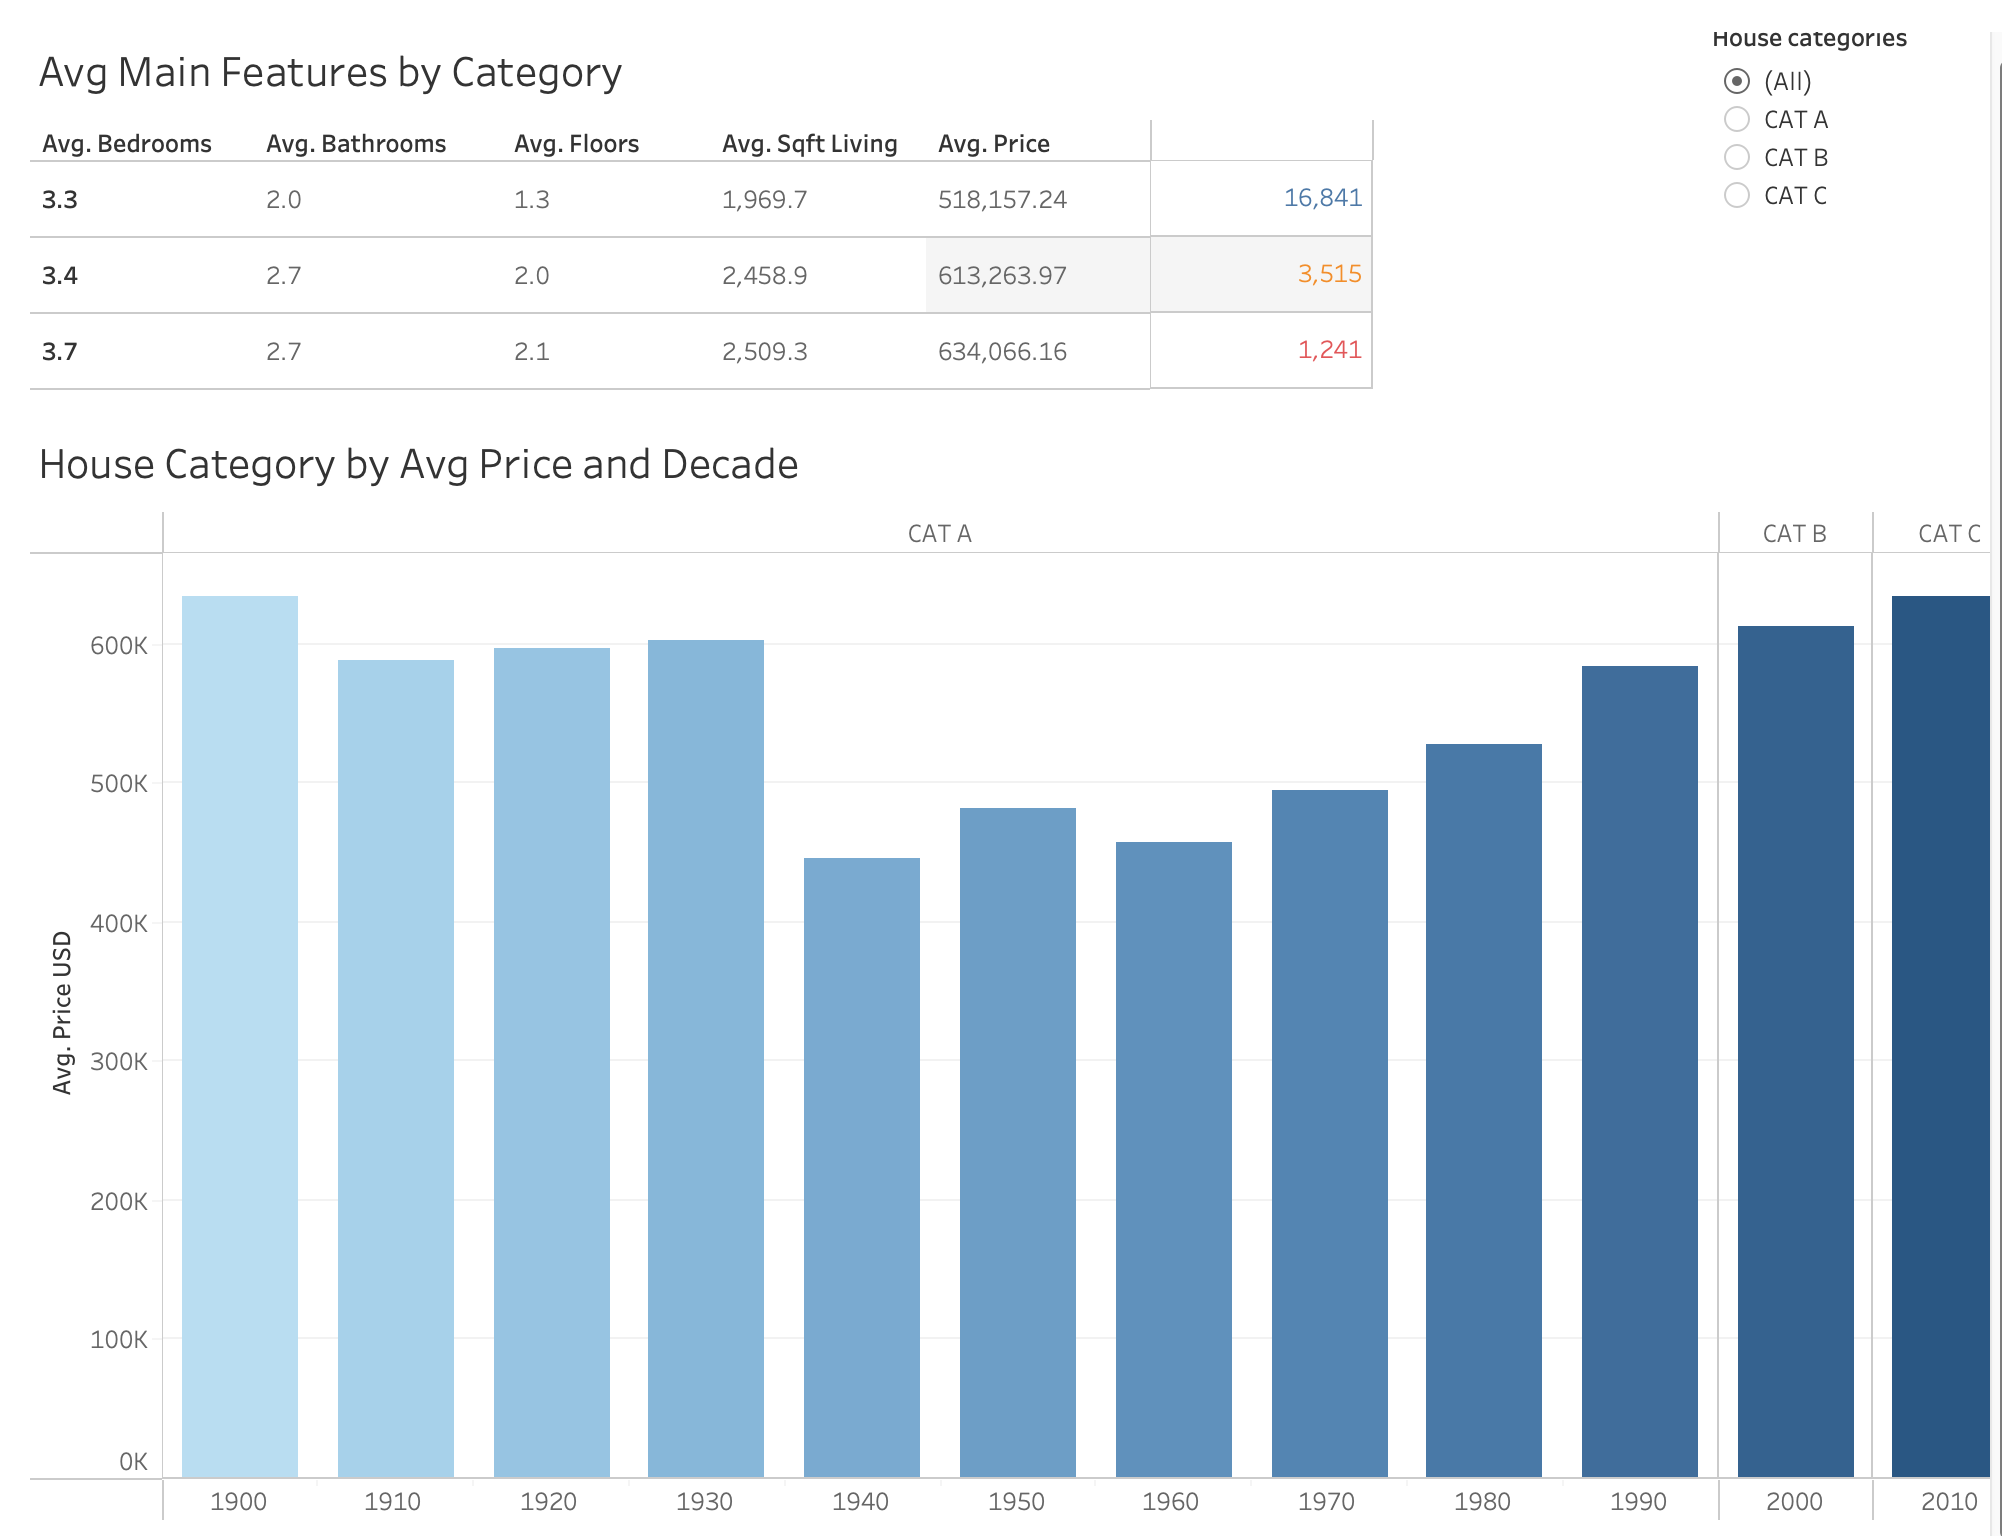 House categories
(All)
CAT A
CAT B
CAT C
Avg Main Features by Category
Avg. Bedrooms Avg. Bathrooms Avg. Floors Avg. Sqft Living Avg. Price
3.3 2.0 1.3 1,969.7 518,157.24 16,841
3.4 2.7 2.0 2,458.9 613,263.97 3,515
3.7 2.7 2.1 2,509.3 634,066.16 1,241
House Category by Avg Price and Decade
CAT A CAT B CAT C
600K
500K
400K
300K
200K
100K
0K
Avg. Price USD
1900 1910 1920 1930 1940 1950 1960 1970 1980 1990 2000 2010